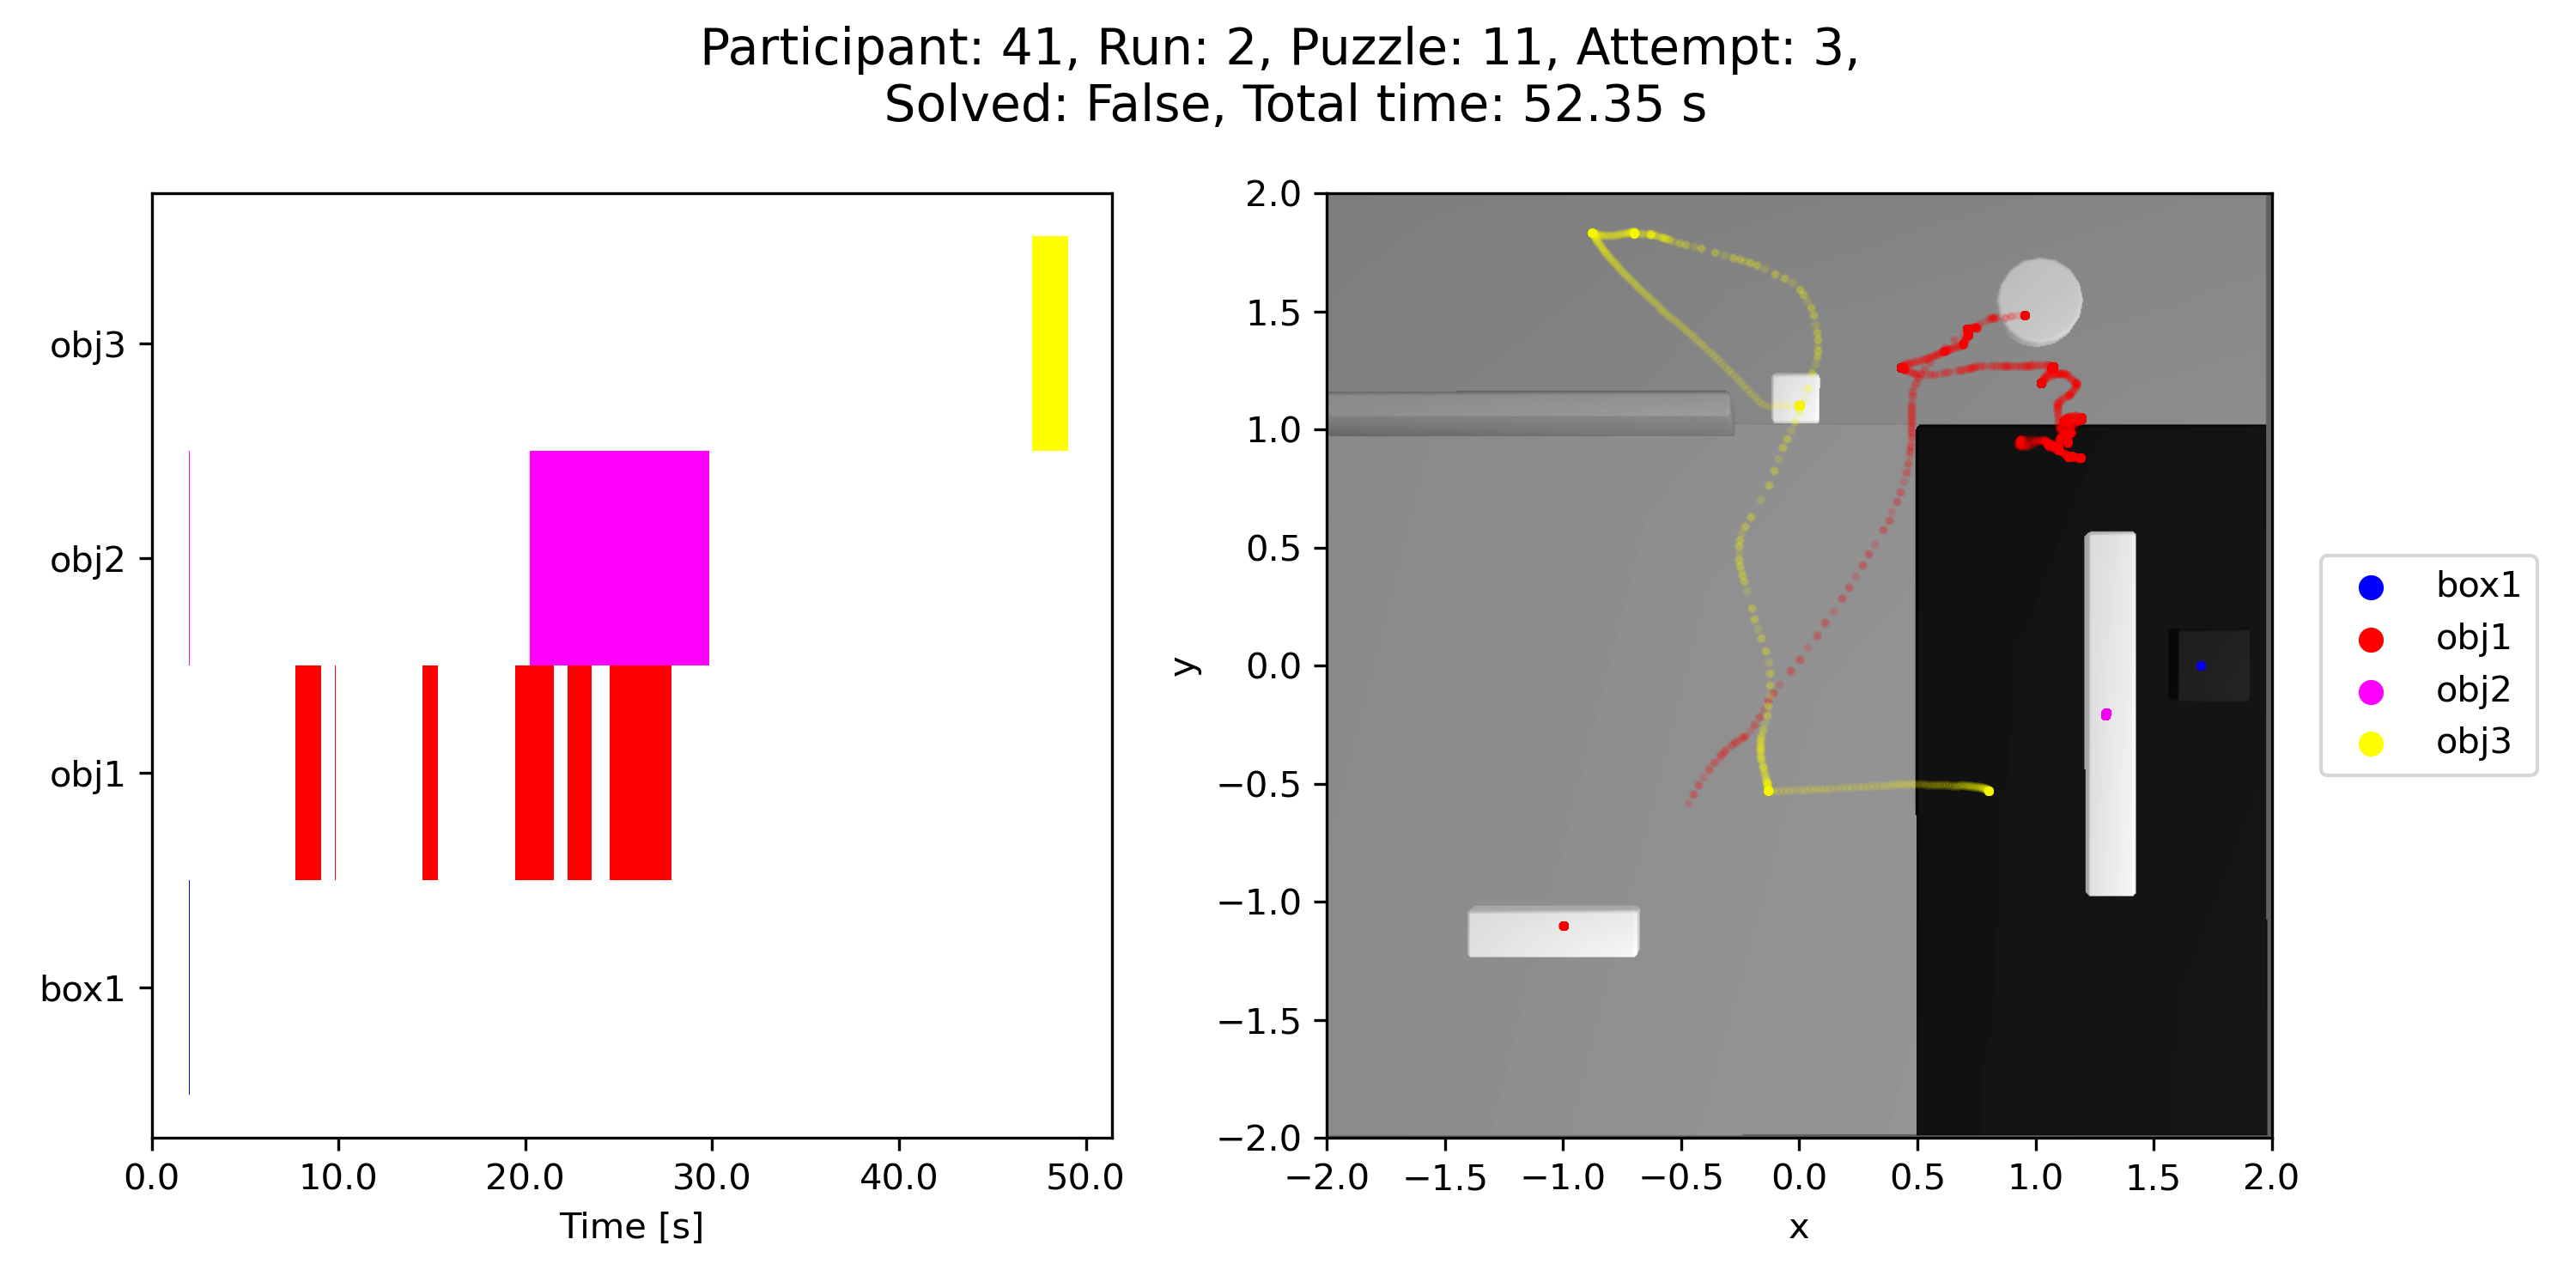 Participant: 41, Run: 2, Puzzle: 11, Attempt: 3,
Solved: False, Total time: 52.35 s
obj3
obj2
obj1
box1
0.0 10.0 20.0 30.0 40.0 50.0
Time [s]
2.0
1.5
1.0
0.5
0.0
−0.5
−1.0
−1.5
−2.0
y
−2.0 −1.5 −1.0 −0.5 0.0 0.5 1.0 1.5 2.0
x
box1
obj1
obj2
obj3